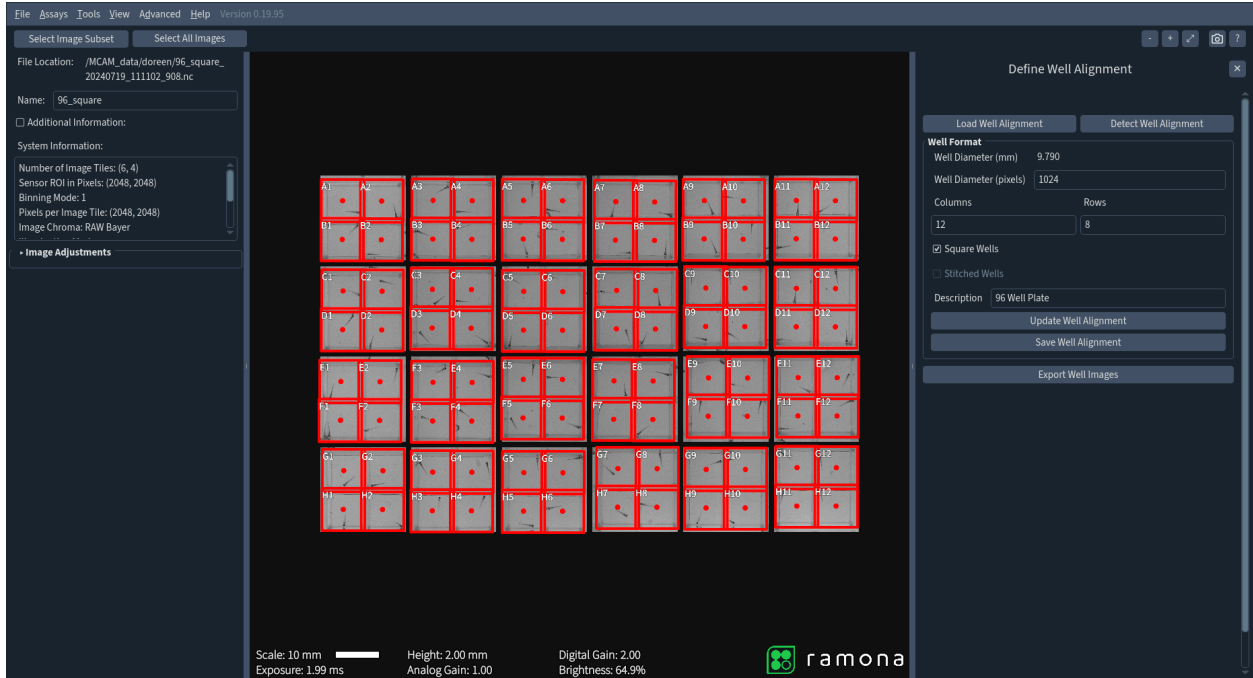 File Assays Tools View Advanced Help Version 0.19.95
Select Image Subset Select All Images - + ?
File Location: /MCAM_data/doreen/96_square_
20240719_111102_908.nc
Name: 96_square
Additional Information:
System Information:
Number of Image Tiles: (6, 4)
Sensor ROI in Pixels: (2048, 2048)
Binning Mode: 1
Pixels per Image Tile: (2048, 2048)
Image Chroma: RAW Bayer
Image Adjustments
A1 A2 A3 A4 A5 A6 A7 A8 A9 A10 A11 A12
B1 B2 B3 B4 B5 B6 B7 B8 B9 B10 B11 B12
C1 C2 C3 C4 C5 C6 C7 C8 C9 C10 C11 C12
D1 D2 D3 D4 D5 D6 D7 D8 D9 D10 D11 D12
E1 E2 E3 E4 E5 E6 E7 E8 E9 E10 E11 E12
F1 F2 F3 F4 F5 F6 F7 F8 F9 F10 F11 F12
G1 G2 G3 G4 G5 G6 G7 G8 G9 G10 G11 G12
H1 H2 H3 H4 H5 H6 H7 H8 H9 H10 H11 H12
Scale: 10 mm Height: 2.00 mm Digital Gain: 2.00
Exposure: 1.99 ms Analog Gain: 1.00 Brightness: 64.9%
ramona
Define Well Alignment
Load Well Alignment Detect Well Alignment
Well Format
Well Diameter (mm) 9.790
Well Diameter (pixels) 1024
Columns Rows
12 8
Square Wells
Stitched Wells
Description 96 Well Plate
Update Well Alignment
Save Well Alignment
Export Well Images